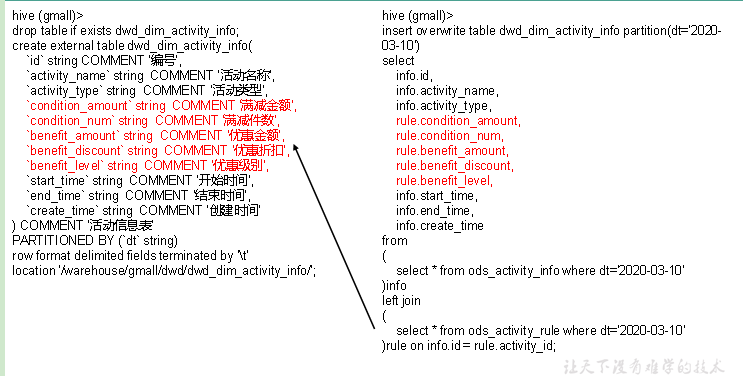 hive (gmall)>
drop table if exists dwd_dim_activity_info;
create external table dwd_dim_activity_info(
`id` string COMMENT '编号',
`activity_name` string  COMMENT '活动名称',
`activity_type` string  COMMENT '活动类型',
`condition_amount` string  COMMENT '满减金额',
`condition_num` string  COMMENT '满减件数',
`benefit_amount` string  COMMENT '优惠金额',
`benefit_discount` string  COMMENT '优惠折扣',
`benefit_level` string  COMMENT '优惠级别',
`start_time` string  COMMENT '开始时间',
`end_time` string  COMMENT '结束时间',
`create_time` string  COMMENT '创建时间'
) COMMENT '活动信息表'
PARTITIONED BY (`dt` string)
row format delimited fields terminated by '\t'
location '/warehouse/gmall/dwd/dwd_dim_activity_info/';
hive (gmall)>
insert overwrite table dwd_dim_activity_info partition(dt='2020-
03-10')
select
info.id,
info.activity_name,
info.activity_type,
rule.condition_amount,
rule.condition_num,
rule.benefit_amount,
rule.benefit_discount,
rule.benefit_level,
info.start_time,
info.end_time,
info.create_time
from
(
select * from ods_activity_info where dt='2020-03-10'
)info
left join
(
select * from ods_activity_rule where dt='2020-03-10'
)rule on info.id = rule.activity_id;
让天下没有难学的技术